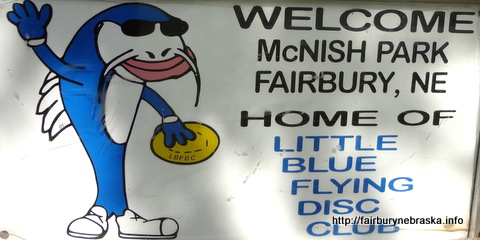 WELCOME
McNISH PARK
FAIRBURY, NE
HOME OF
LITTLE
BLUE
FLYING
DISC
CLUB
LBFDC
http://fairburynebraska.info